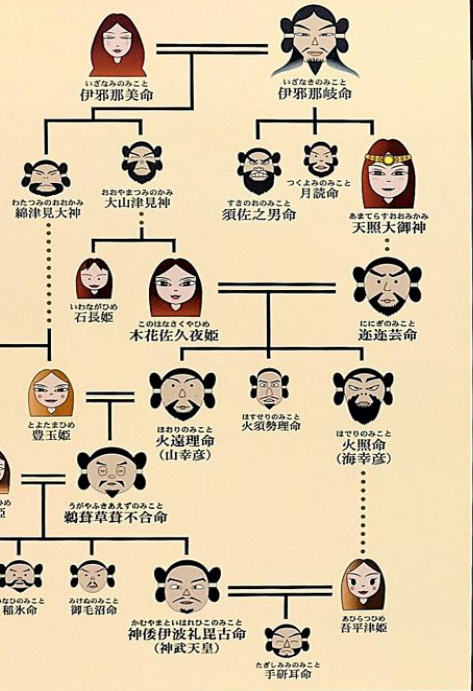 いざなみのみこと
伊邪那美命
いざなきのみこと
伊邪那岐命
わたつみのおおかみ
綿津見大神
おおやまつみのかみ
大山津見神
すさのおのみこと
須佐之男命
つくよみのみこと
月読命
あまてらすおおみかみ
天照大御神
いわながひめ
石長姫
このはなさくやひめ
木花佐久夜姫
ににぎのみこと
迩迩芸命
とよたまひめ
豊玉姫
ほおりのみこと
火遠理命
(山幸彦)
ほすせりのみこと
火須勢理命
ほでりのみこと
火照命
(海幸彦)
うがやふきあえずのみこと
鵜葺草葺不合命
稲氷命
みけぬのみこと
御毛沼命
かむやまといはれひこのみこと
神倭伊波礼毘古命
(神武天皇)
あひらつひめ
吾平津姫
たぎしみみのみこと
手研耳命